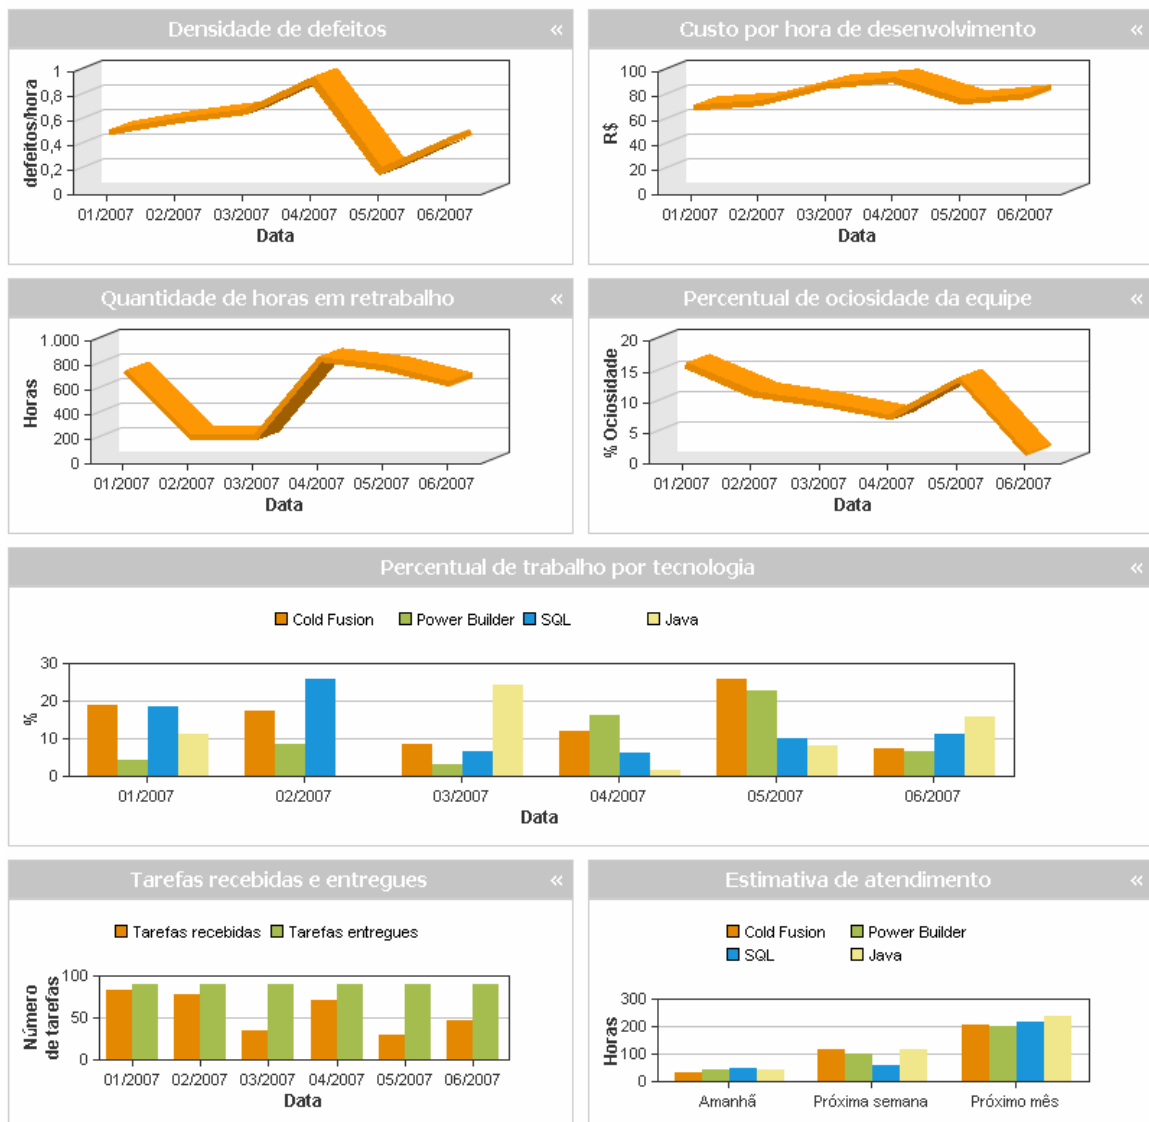 Densidade de defeitos «
defeitos/hora
1
0,8
0,6
0,4
0,2
0
01/2007 02/2007 03/2007 04/2007 05/2007 06/2007
Data
Custo por hora de desenvolvimento «
R$
100
80
60
40
20
0
01/2007 02/2007 03/2007 04/2007 05/2007 06/2007
Data
Quantidade de horas em retrabalho «
Horas
1.000
800
600
400
200
0
01/2007 02/2007 03/2007 04/2007 05/2007 06/2007
Data
Percentual de ociosidade da equipe «
% Ociosidade
20
15
10
5
0
01/2007 02/2007 03/2007 04/2007 05/2007 06/2007
Data
Percentual de trabalho por tecnologia «
Cold Fusion Power Builder SQL Java
%
30
20
10
0
01/2007 02/2007 03/2007 04/2007 05/2007 06/2007
Data
Tarefas recebidas e entregues «
Tarefas recebidas Tarefas entregues
Número
de tarefas
100
50
0
01/2007 02/2007 03/2007 04/2007 05/2007 06/2007
Data
Estimativa de atendimento «
Cold Fusion Power Builder
SQL Java
Horas
300
200
100
0
Amanhã Próxima semana Próximo mês